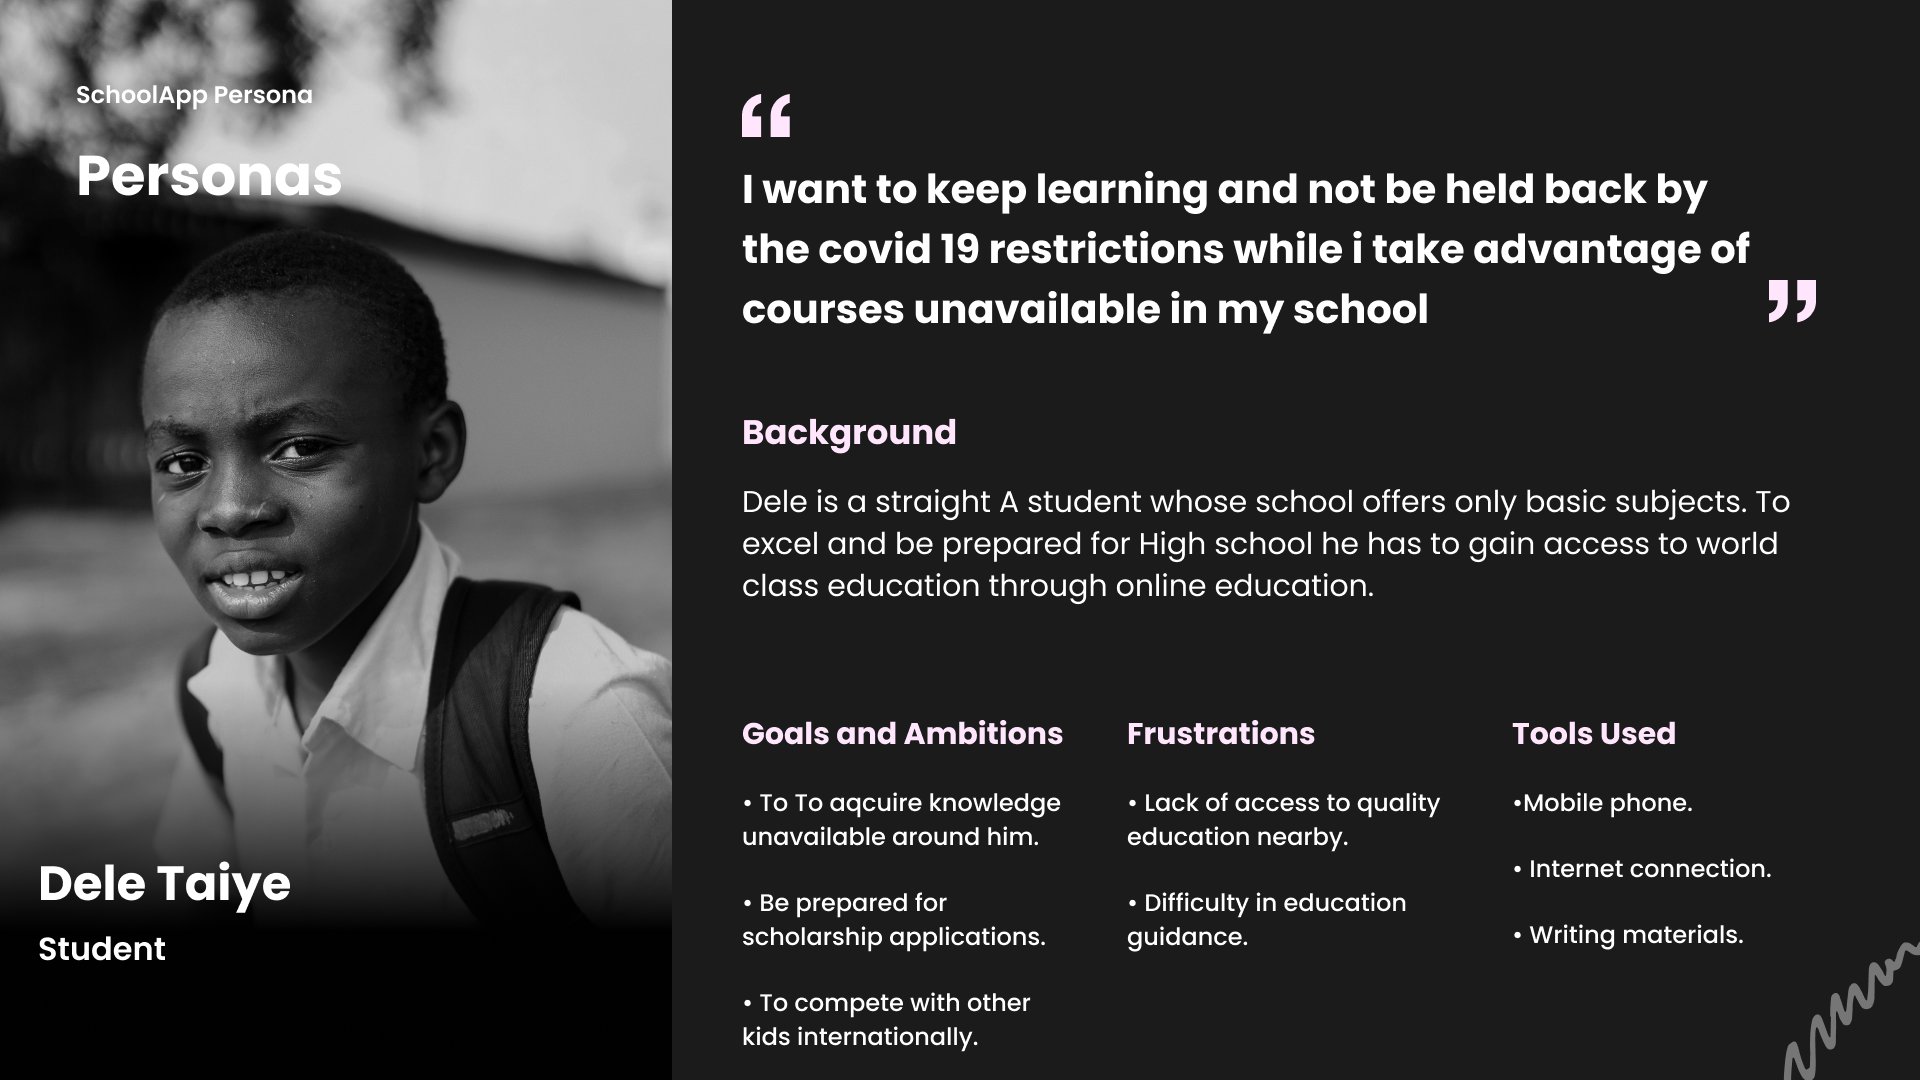 SchoolApp Persona
Personas
Dele Taiye
Student
“
I want to keep learning and not be held back by
the covid 19 restrictions while i take advantage of
courses unavailable in my school
”
Background
Dele is a straight A student whose school offers only basic subjects. To
excel and be prepared for High school he has to gain access to world
class education through online education.
Goals and Ambitions
• To To aqcuire knowledge
unavailable around him.
• Be prepared for
scholarship applications.
• To compete with other
kids internationally.
Frustrations
• Lack of access to quality
education nearby.
• Difficulty in education
guidance.
Tools Used
•Mobile phone.
• Internet connection.
• Writing materials.